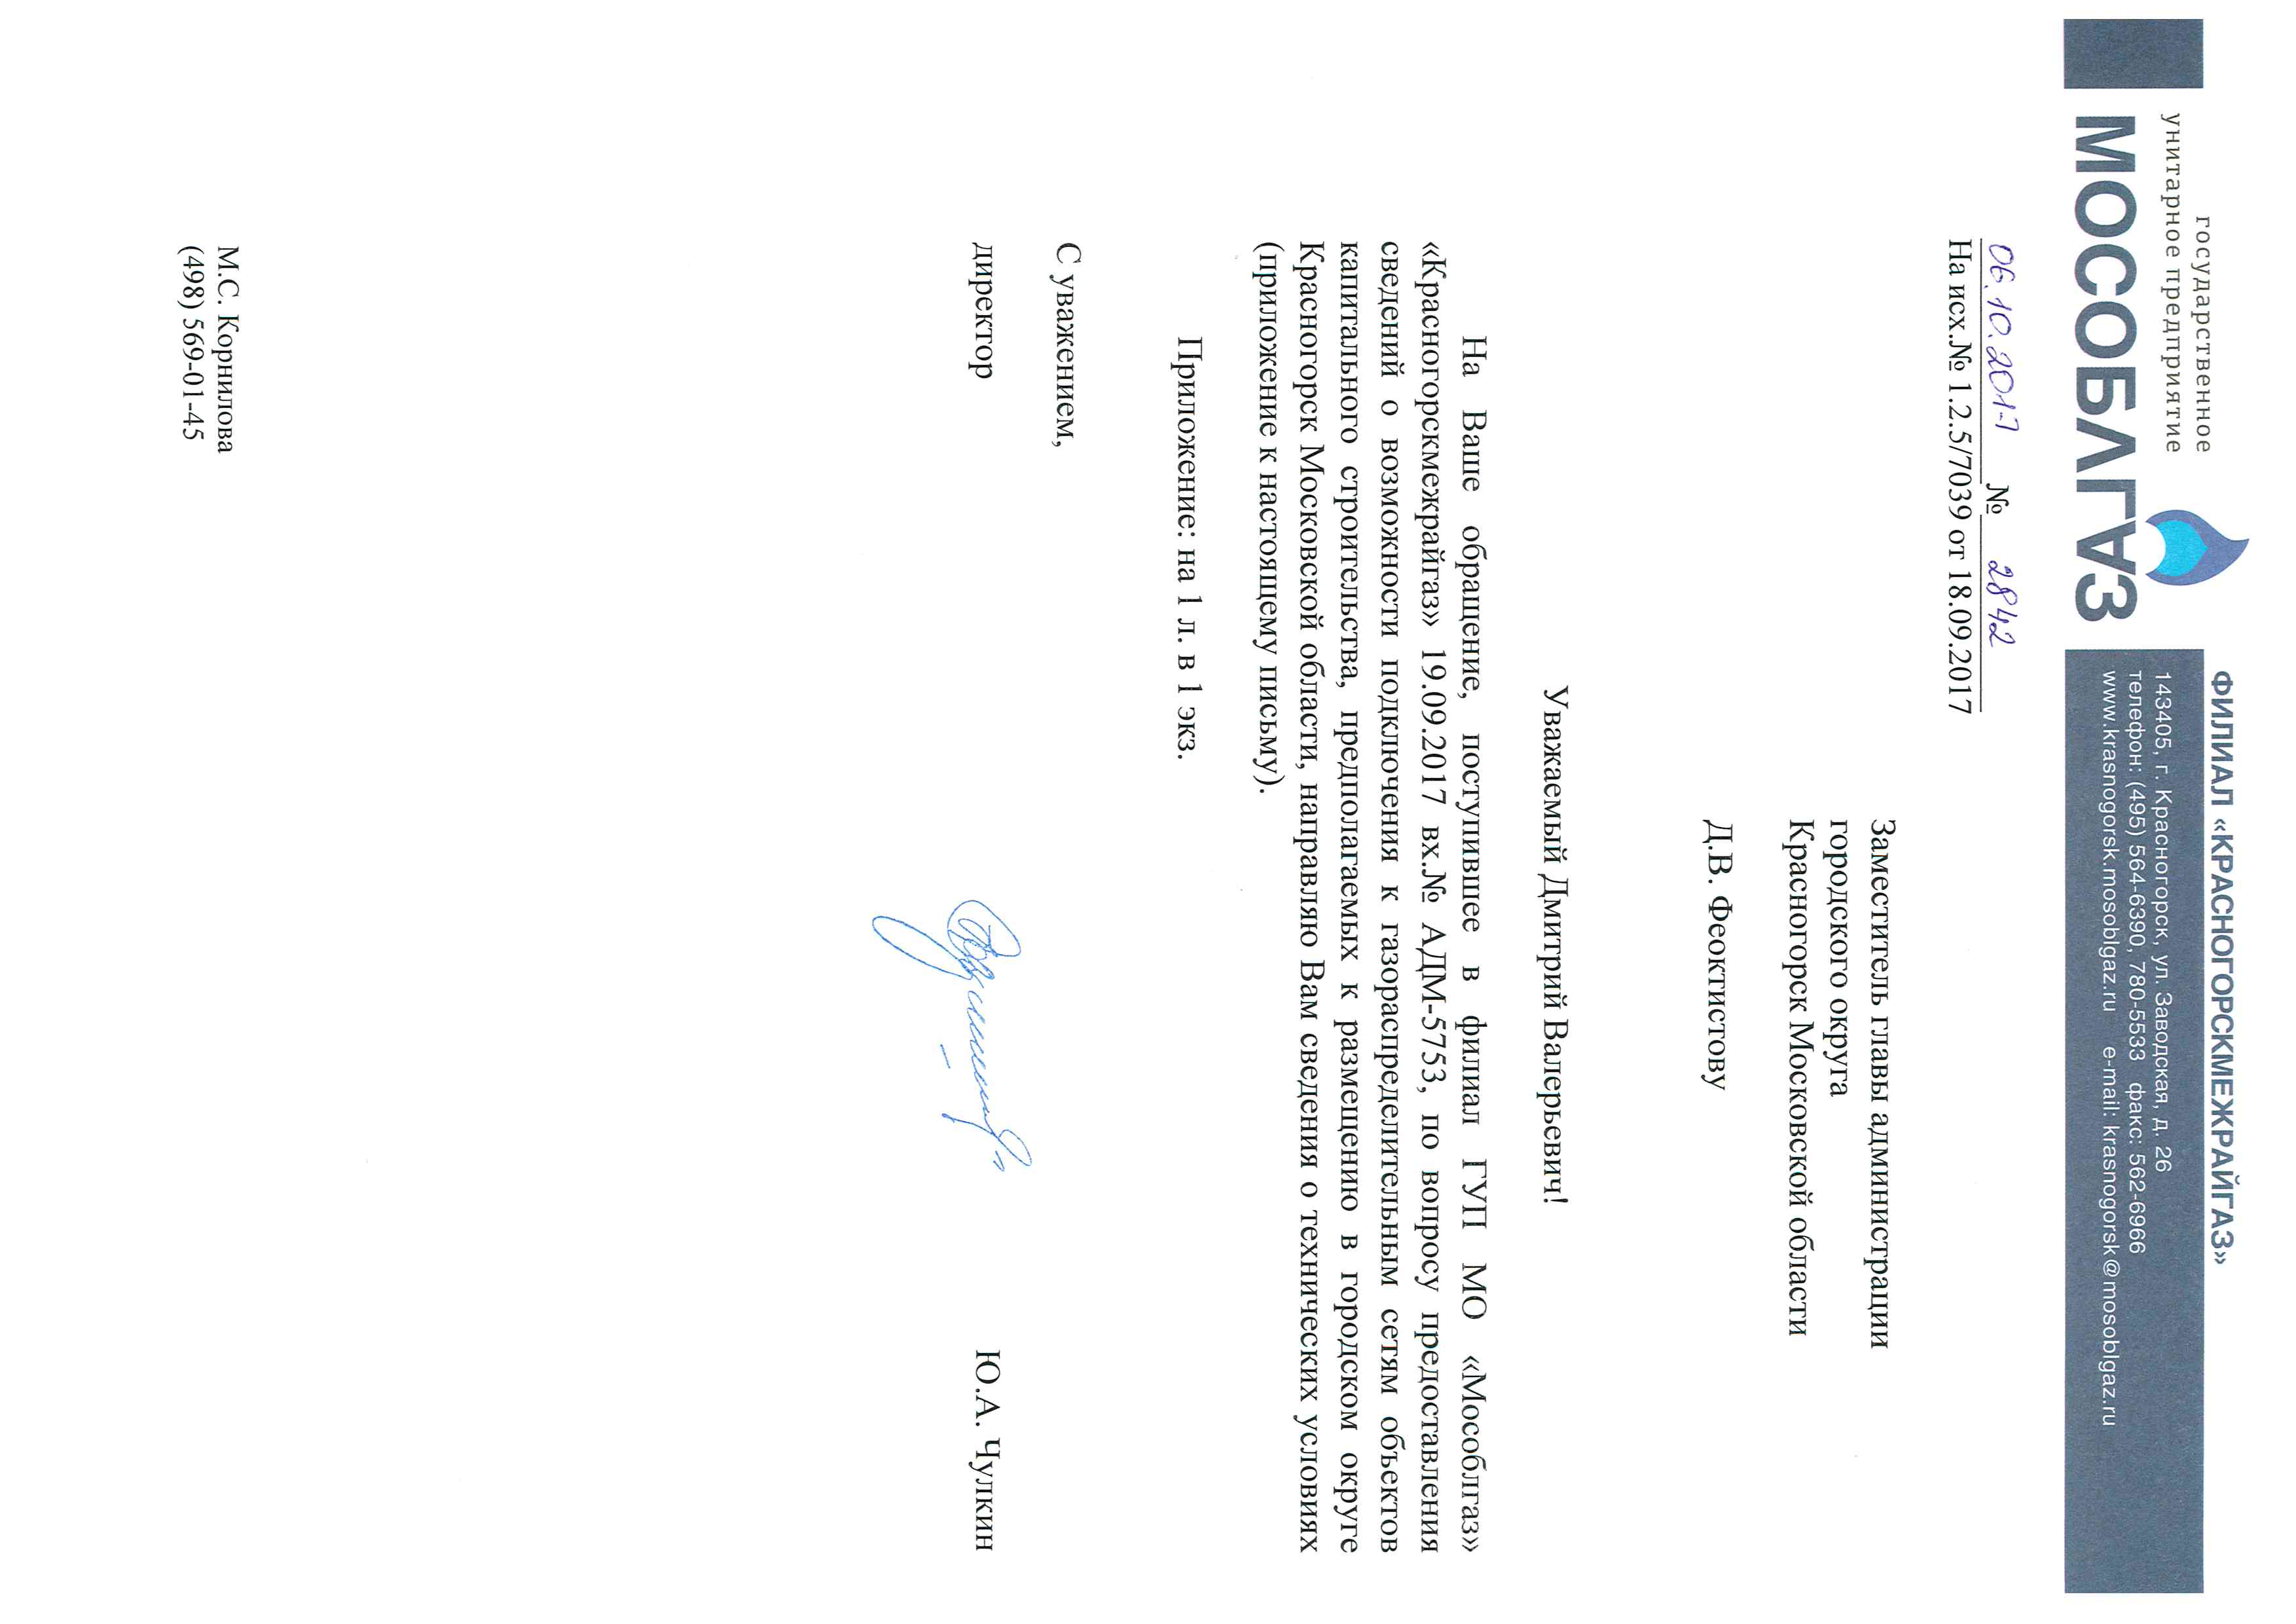 государственное
унитарное предприятие
МОСОБЛГАЗ
ФИЛИАЛ «КРАСНОГОРСКМЕЖРАЙГАЗ»
143405, г. Красногорск, ул. Заводская, д. 26
телефон: (495) 564-6390, 780-5533 факс: 562-6966
www.krasnogorsk.mosoblgaz.ru e-mail: krasnogorsk@mosoblgaz.ru
06.10.2017 № 2842
На исх.№ 1.2.5/7039 от 18.09.2017
Заместитель главы администрации
городского округа
Красногорск Московской области
Д.В. Феоктистову
Уважаемый Дмитрий Валерьевич!
На Ваше обращение, поступившее в филиал ГУП МО «Мособлгаз»
«Красногорскмежрайгаз» 19.09.2017 вх.№ АДМ-5753, по вопросу предоставления
сведений о возможности подключения к газораспределительным сетям объектов
капитального строительства, предполагаемых к размещению в городском округе
Красногорск Московской области, направляю Вам сведения о технических условиях
(приложение к настоящему письму).
Приложение: на 1 л. в 1 экз.
С уважением,
директор
Ю.А. Чулкин
М.С. Корнилова
(498) 569-01-45